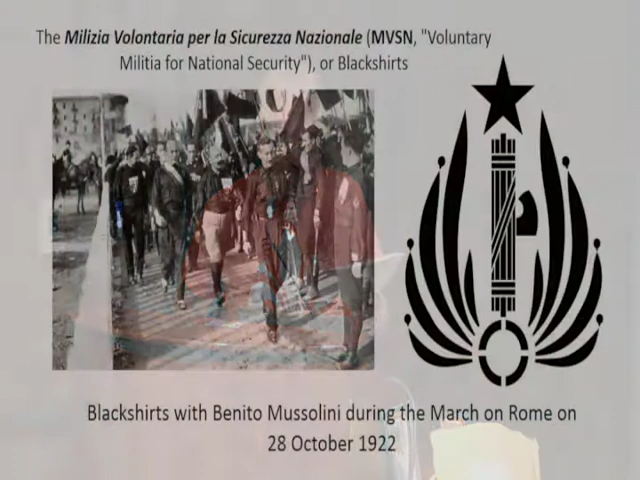 The Milizia Volontaria per la Sicurezza Nazionale (MVSN, "Voluntary
Militia for National Security"), or Blackshirts
Blackshirts with Benito Mussolini during the March on Rome on
28 October 1922